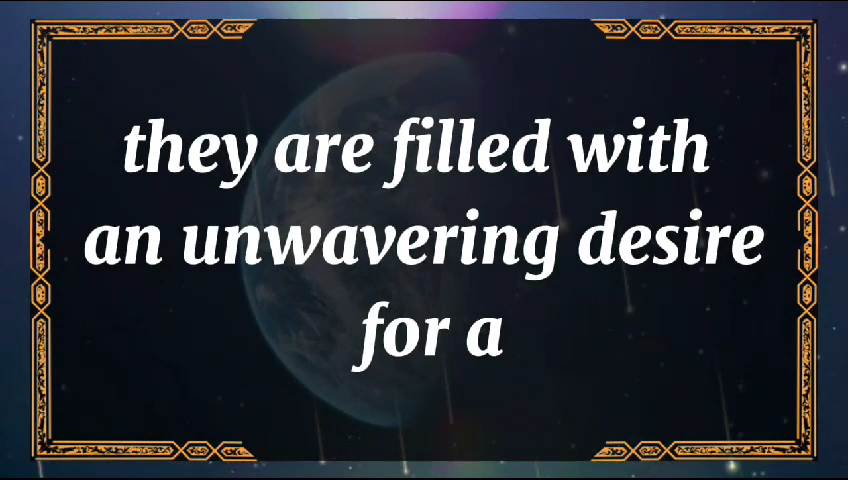 they are filled with
an unwavering desire
for a